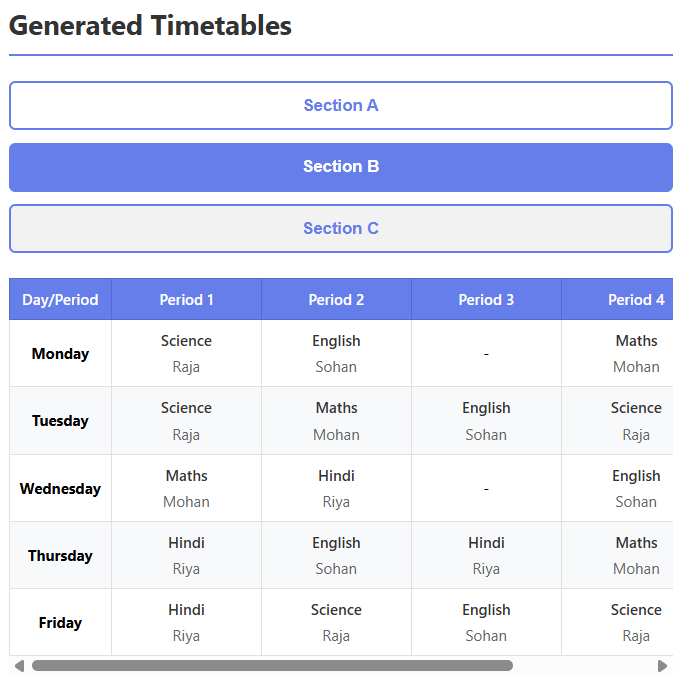 Generated Timetables
Section A
Section B
Section C
Day/Period Period 1 Period 2 Period 3 Period 4
Monday Science Raja English Sohan - Maths Mohan
Tuesday Science Raja Maths Mohan English Sohan Science Raja
Wednesday Maths Mohan Hindi Riya - English Sohan
Thursday Hindi Riya English Sohan Hindi Riya Maths Mohan
Friday Hindi Riya Science Raja English Sohan Science Raja